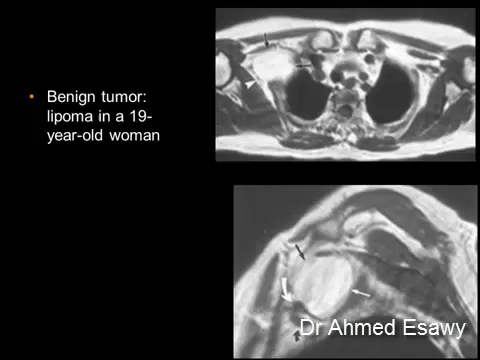 Benign tumor:
lipoma in a 19-
year-old woman
Dr Ahmed Esawy